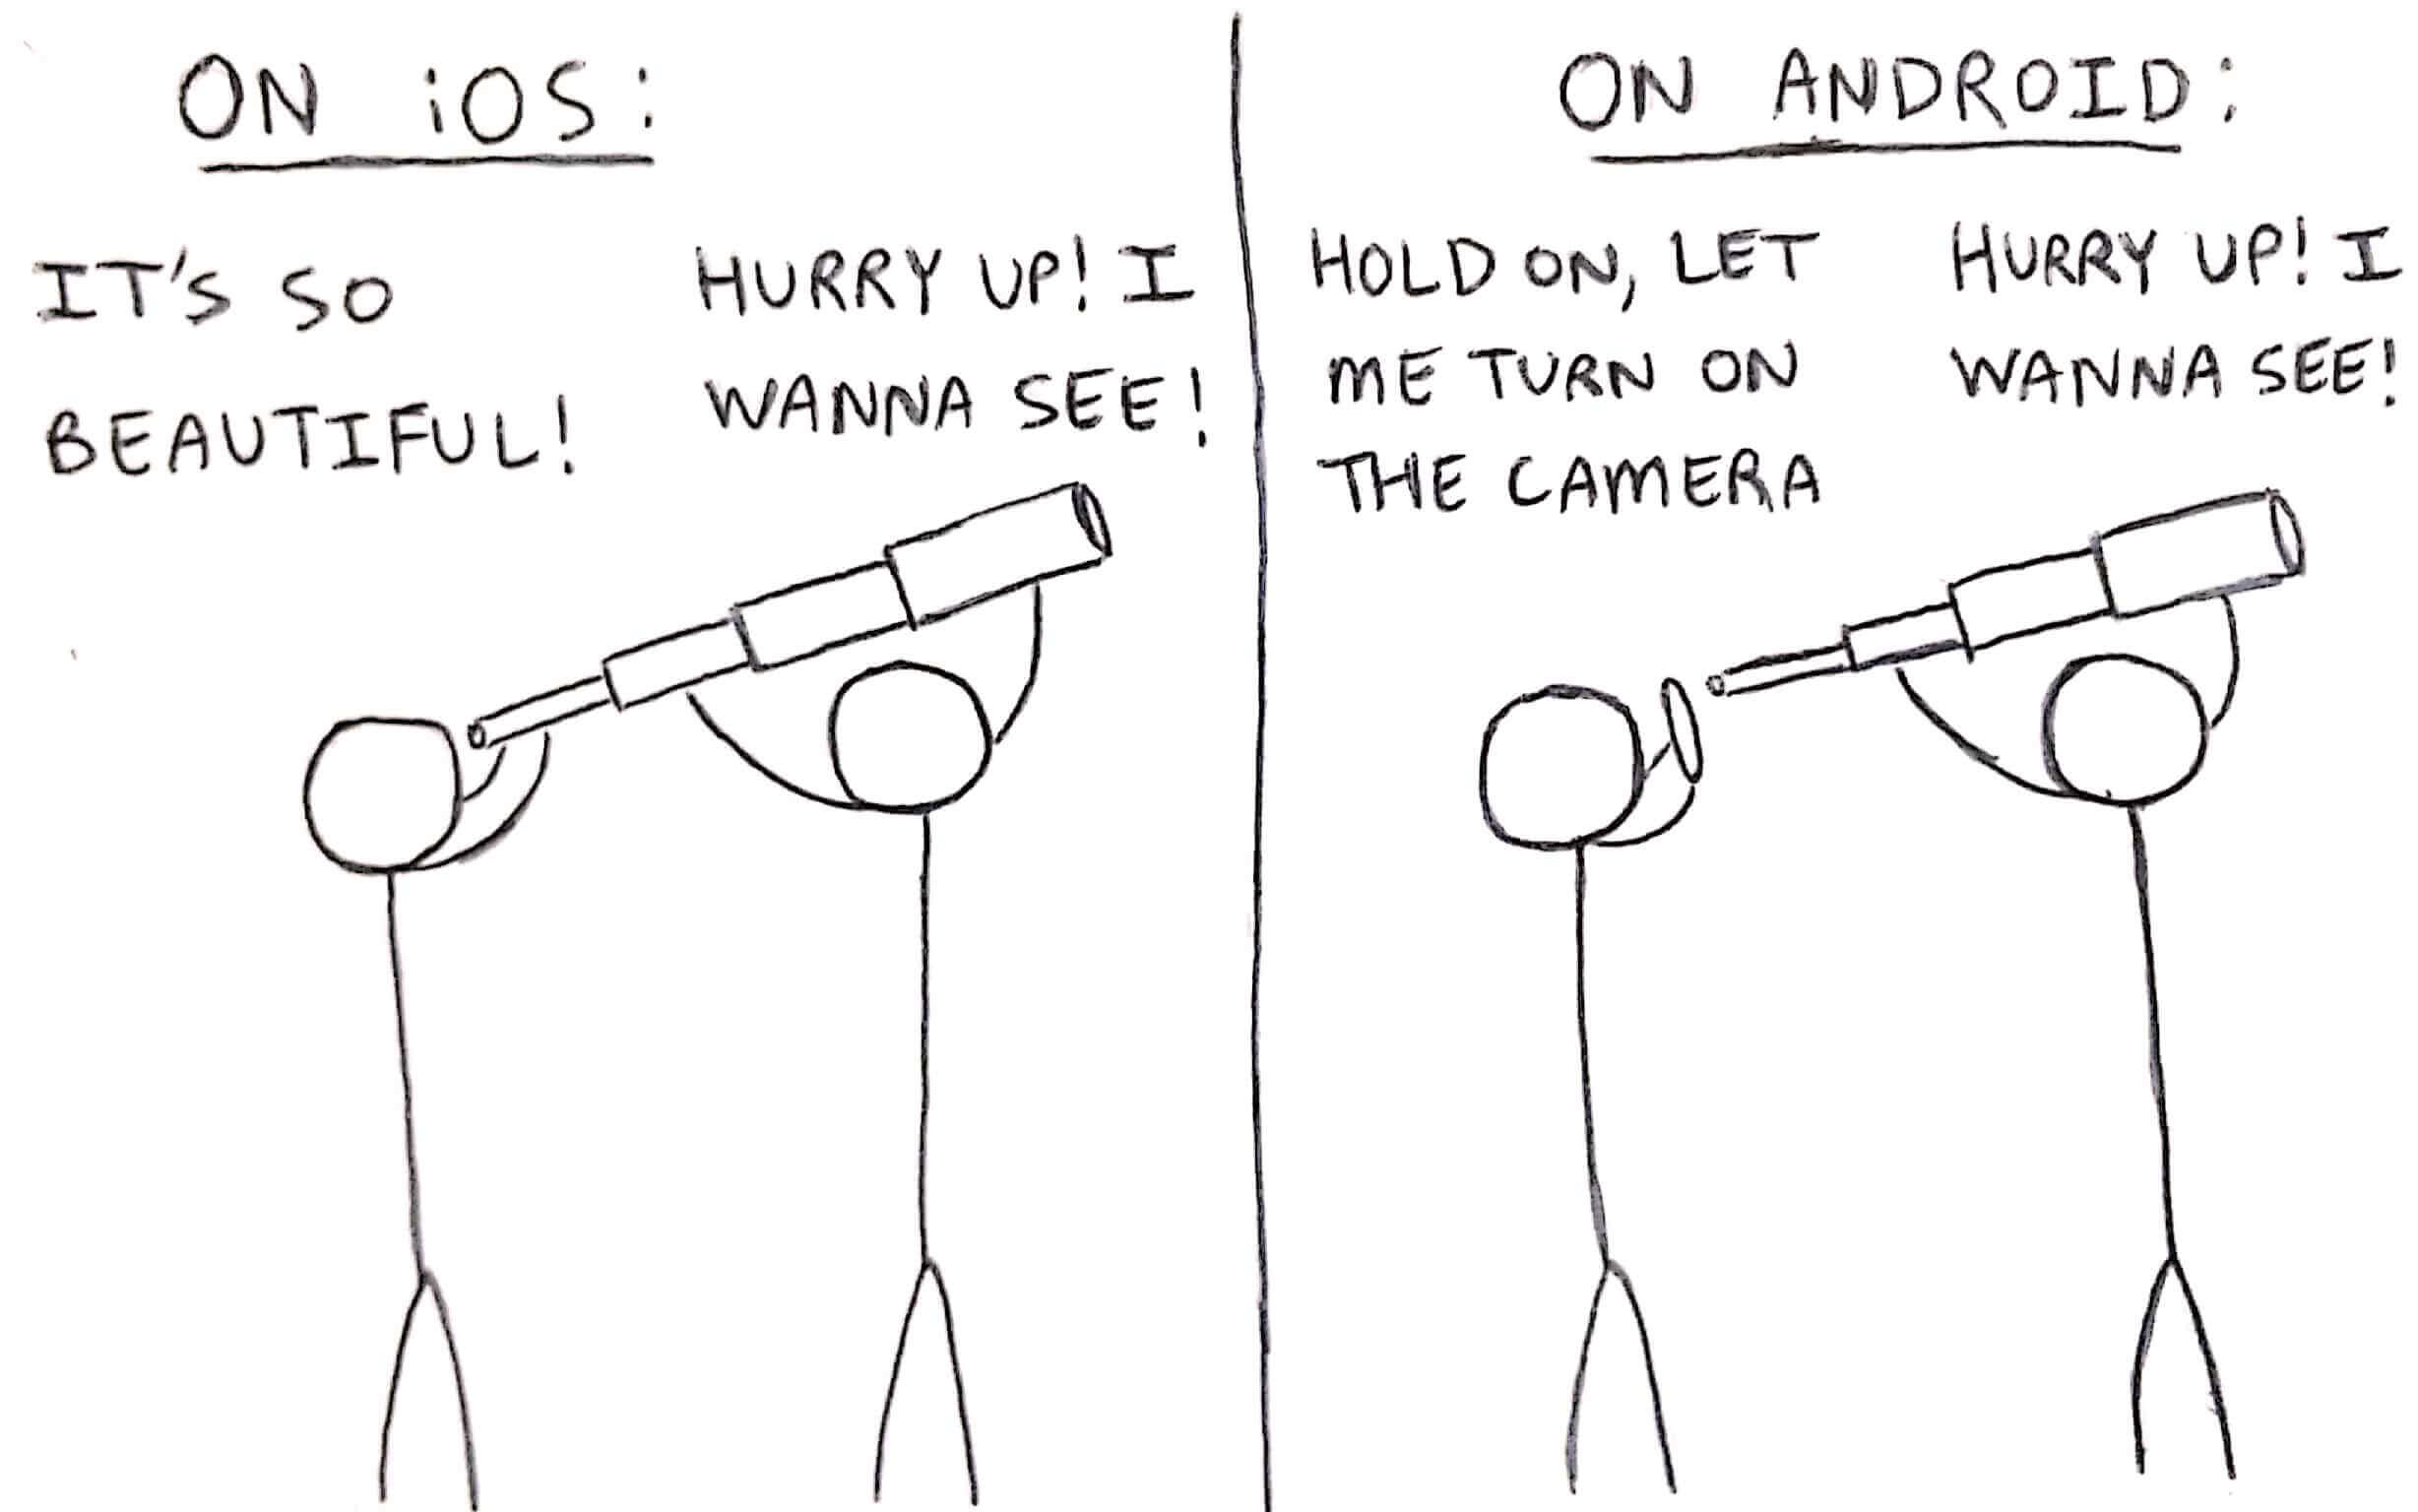 ON iOS:
IT'S SO
BEAUTIFUL!
HURRY UP! I
WANNA SEE!
ON ANDROID:
HOLD ON, LET
ME TURN ON
THE CAMERA
HURRY UP! I
WANNA SEE!